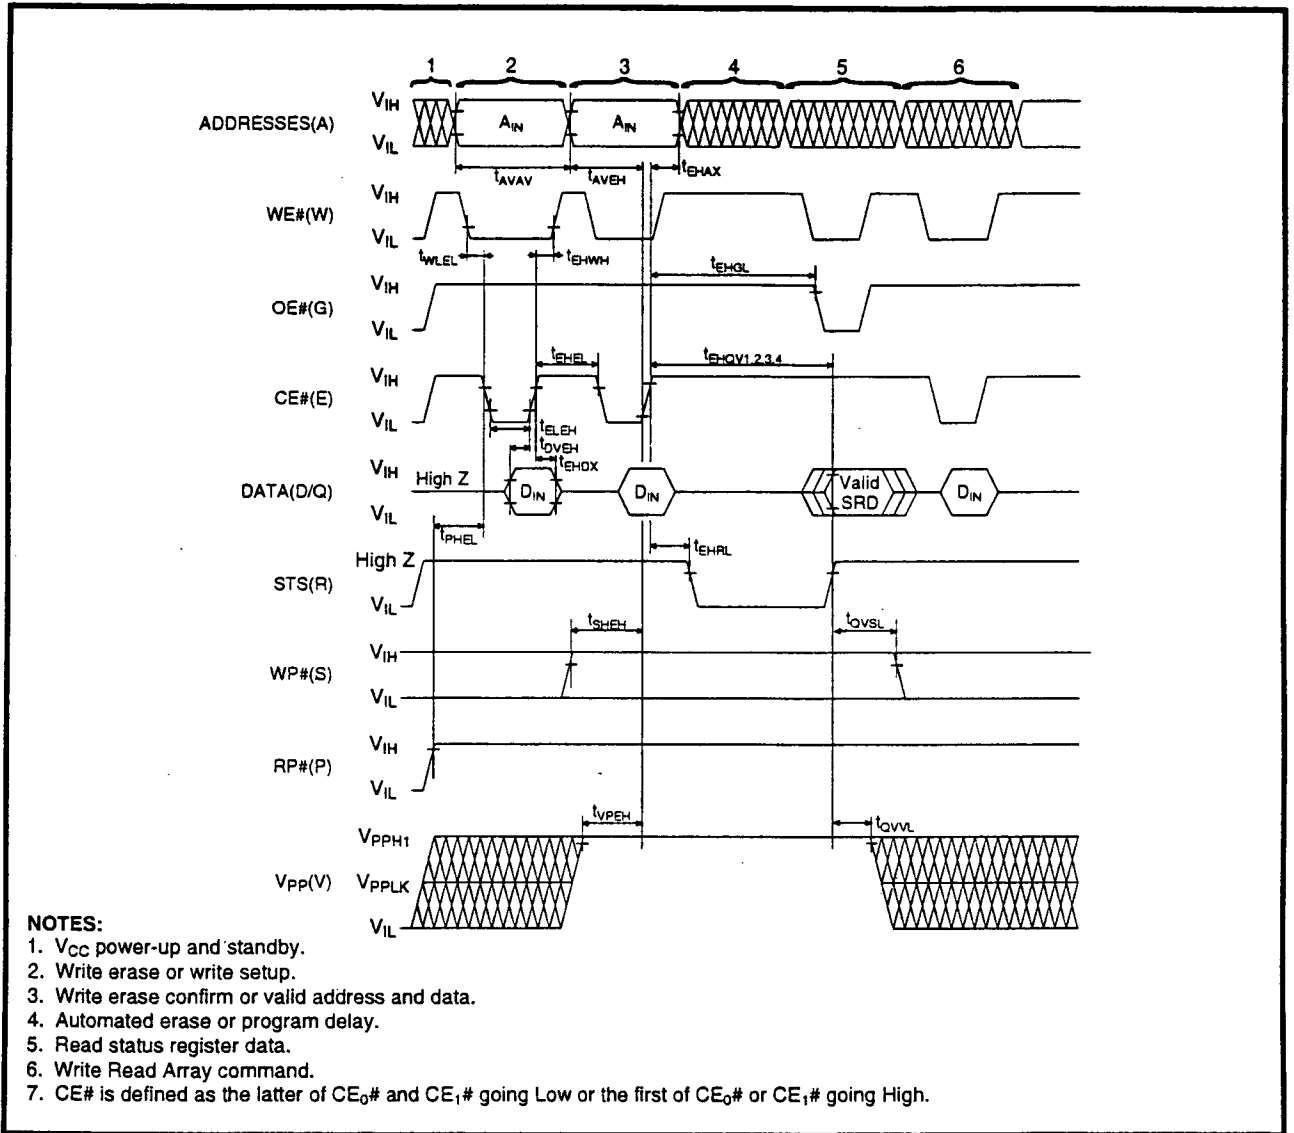 1 2 3 4 5 6
VIH
ADDRESSES(A) AIN AIN
VIL
tAVAV tAVEH tEHAX
VIH
WE#(W)
VIL
tWLEL tEHWH
tEHGL
VIH
OE#(G)
VIL
tEHEL tEHQV1,2,3,4
VIH
CE#(E)
VIL
tELEH
tDVEH
tEHDX
VIH
High Z
DATA(D/Q) DIN DIN Valid SRD DIN
VIL
tPHEL
tEHRL
High Z
STS(R)
VIL
tSHEH tQVSL
VIH
WP#(S)
VIL
VIH
RP#(P)
VIL
tVPEH tQVVL
VPPH1
VPP(V) VPPLK
VIL
NOTES:
1. VCC power-up and standby.
2. Write erase or write setup.
3. Write erase confirm or valid address and data.
4. Automated erase or program delay.
5. Read status register data.
6. Write Read Array command.
7. CE# is defined as the latter of CE0# and CE1# going Low or the first of CE0# or CE1# going High.